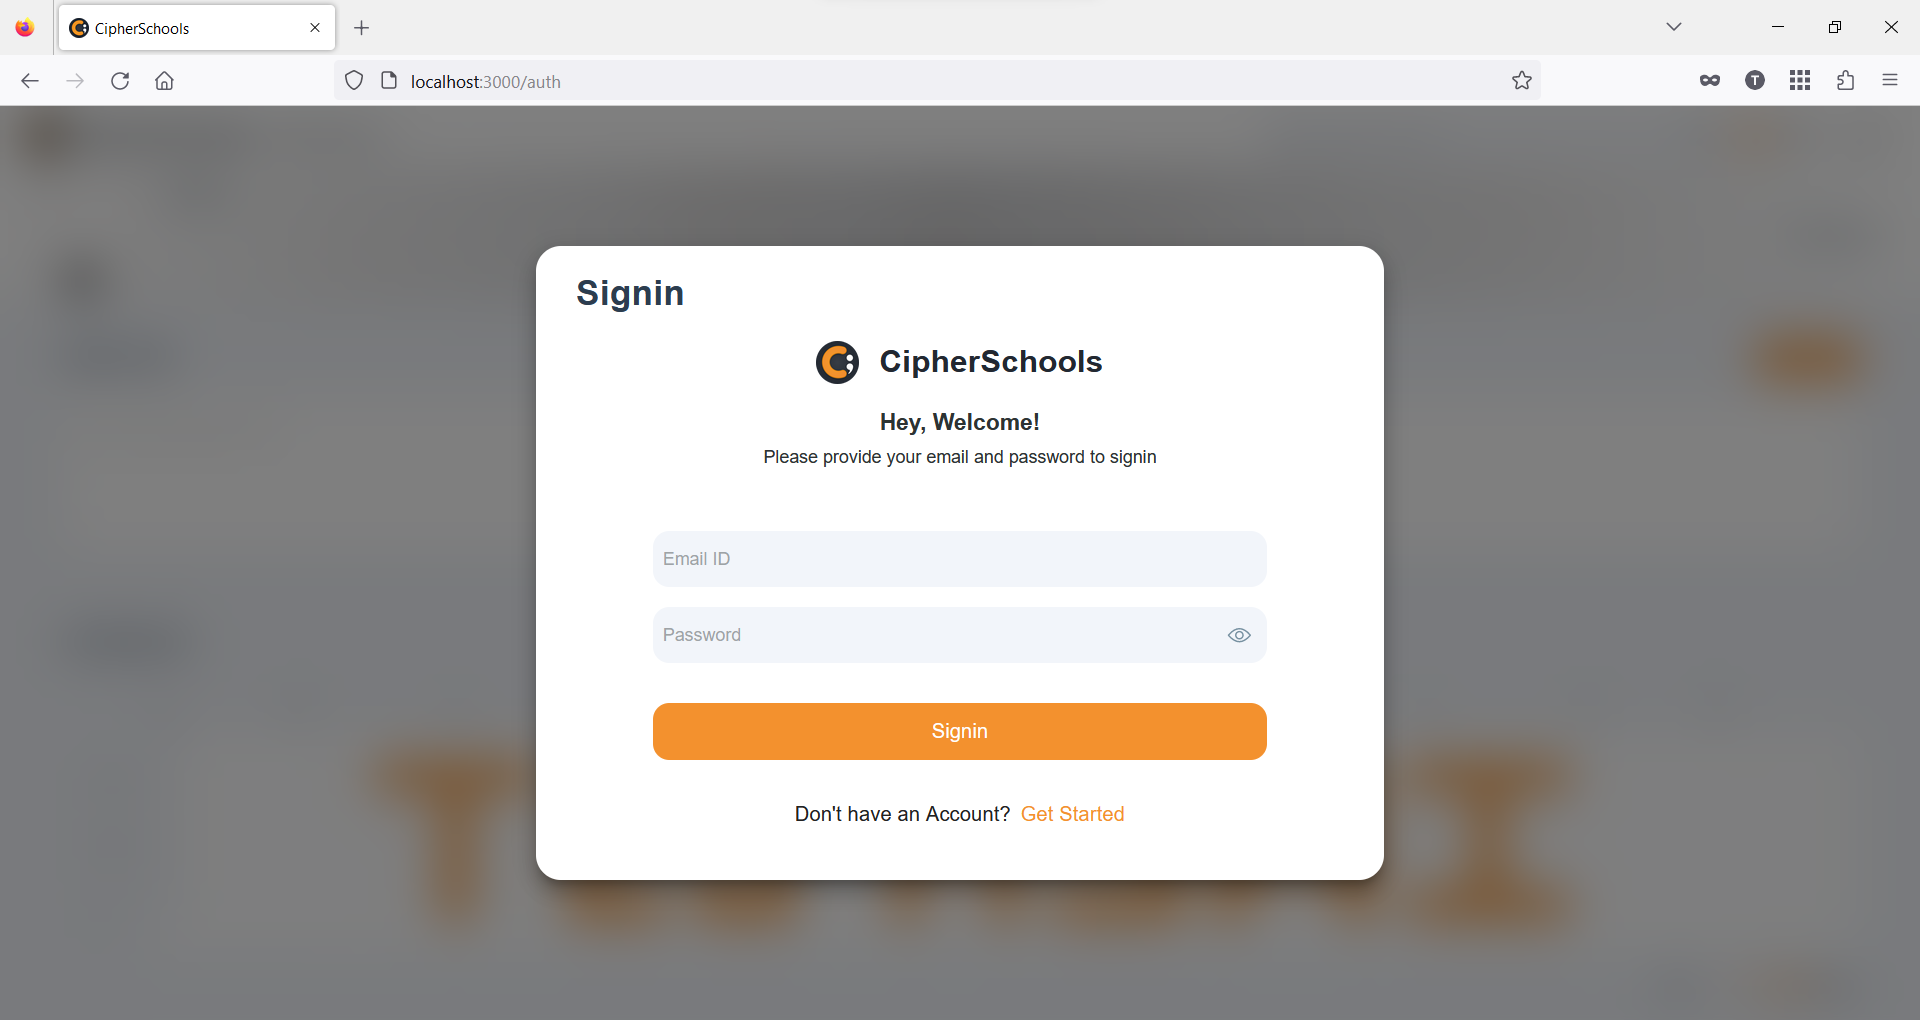 CipherSchools
localhost:3000/auth
T
Signin
CipherSchools
Hey, Welcome!
Please provide your email and password to signin
Email ID
Password
Signin
Don't have an Account? Get Started